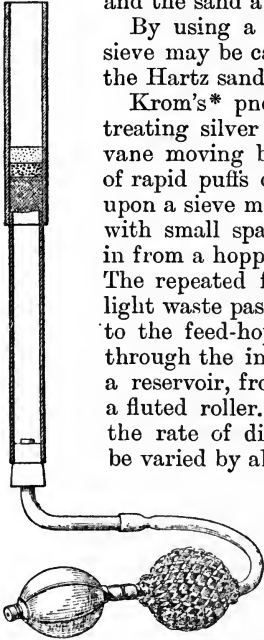 and the sand a
By using a
sieve may be ca
the Hartz sand
Krom's* pne
treating silver
vane moving b
of rapid puffs o
upon a sieve m
with small spa
in from a hopp
The repeated f
light waste pas
to the feed-ho
through the in
a reservoir, fro
a fluted roller.
the rate of di
be varied by al